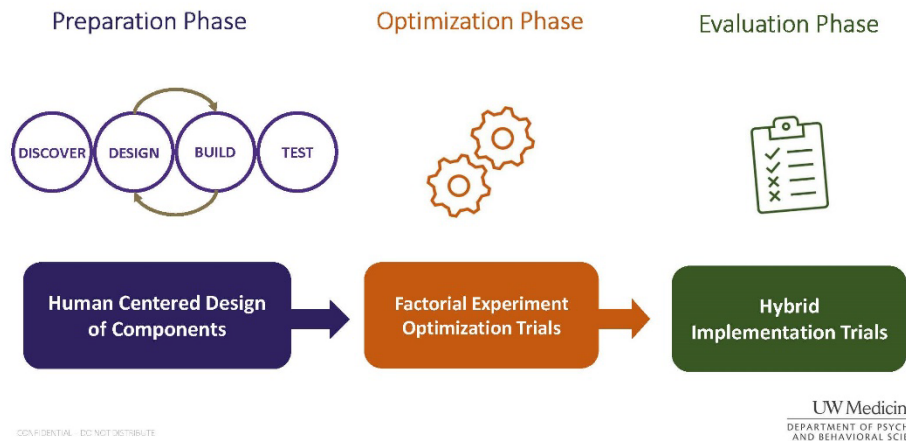 Preparation Phase
Optimization Phase
Evaluation Phase
DISCOVER
DESIGN
BUILD
TEST
Human Centered Design
of Components
Factorial Experiment
Optimization Trials
Hybrid
Implementation Trials
CONFIDENTIAL - DO NOT DISTRIBUTE
UW Medicin
DEPARTMENT OF PSYCH
AND BEHAVIORAL SCIE